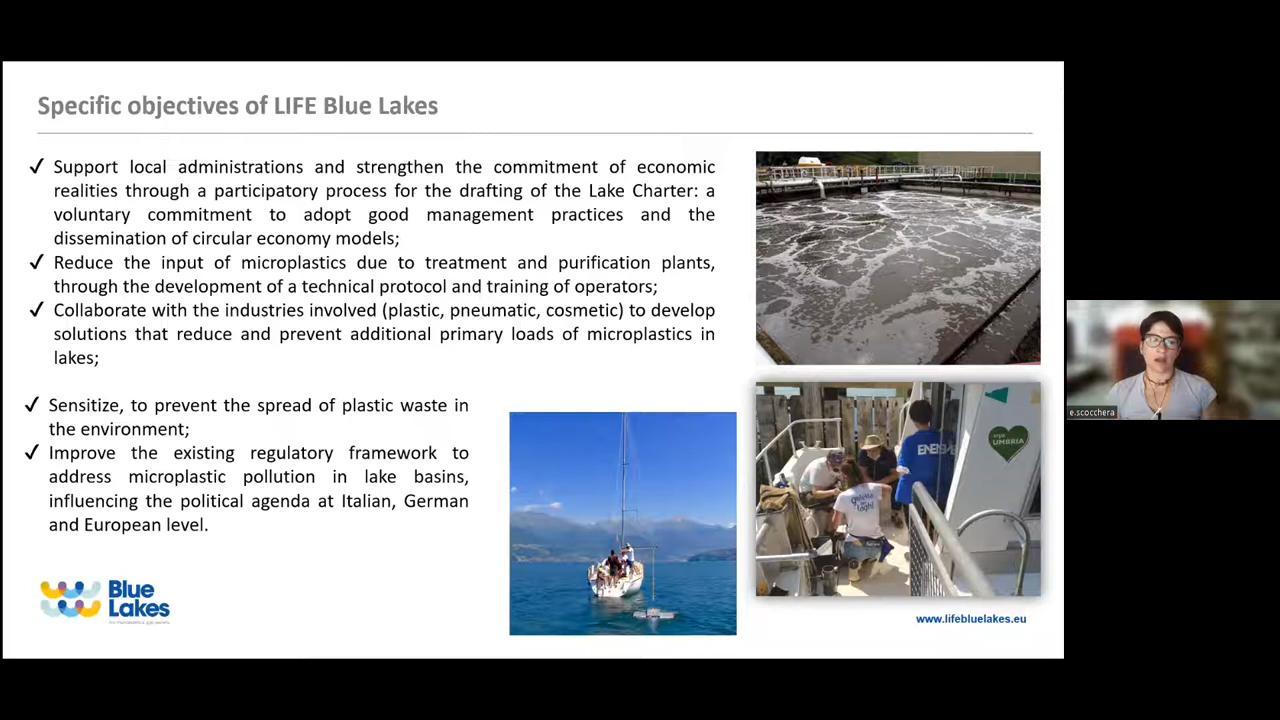 Specific objectives of LIFE Blue Lakes
✓ Support local administrations and strengthen the commitment of economic
realities through a participatory process for the drafting of the Lake Charter: a
voluntary commitment to adopt good management practices and the
dissemination of circular economy models;
✓ Reduce the input of microplastics due to treatment and purification plants,
through the development of a technical protocol and training of operators;
✓ Collaborate with the industries involved (plastic, pneumatic, cosmetic) to develop
solutions that reduce and prevent additional primary loads of microplastics in
lakes;
✓ Sensitize, to prevent the spread of plastic waste in
the environment;
✓ Improve the existing regulatory framework to
address microplastic pollution in lake basins,
influencing the political agenda at Italian, German
and European level.
Blue
Lakes
www.lifebluelakes.eu
UMBRIA
e.scocchera